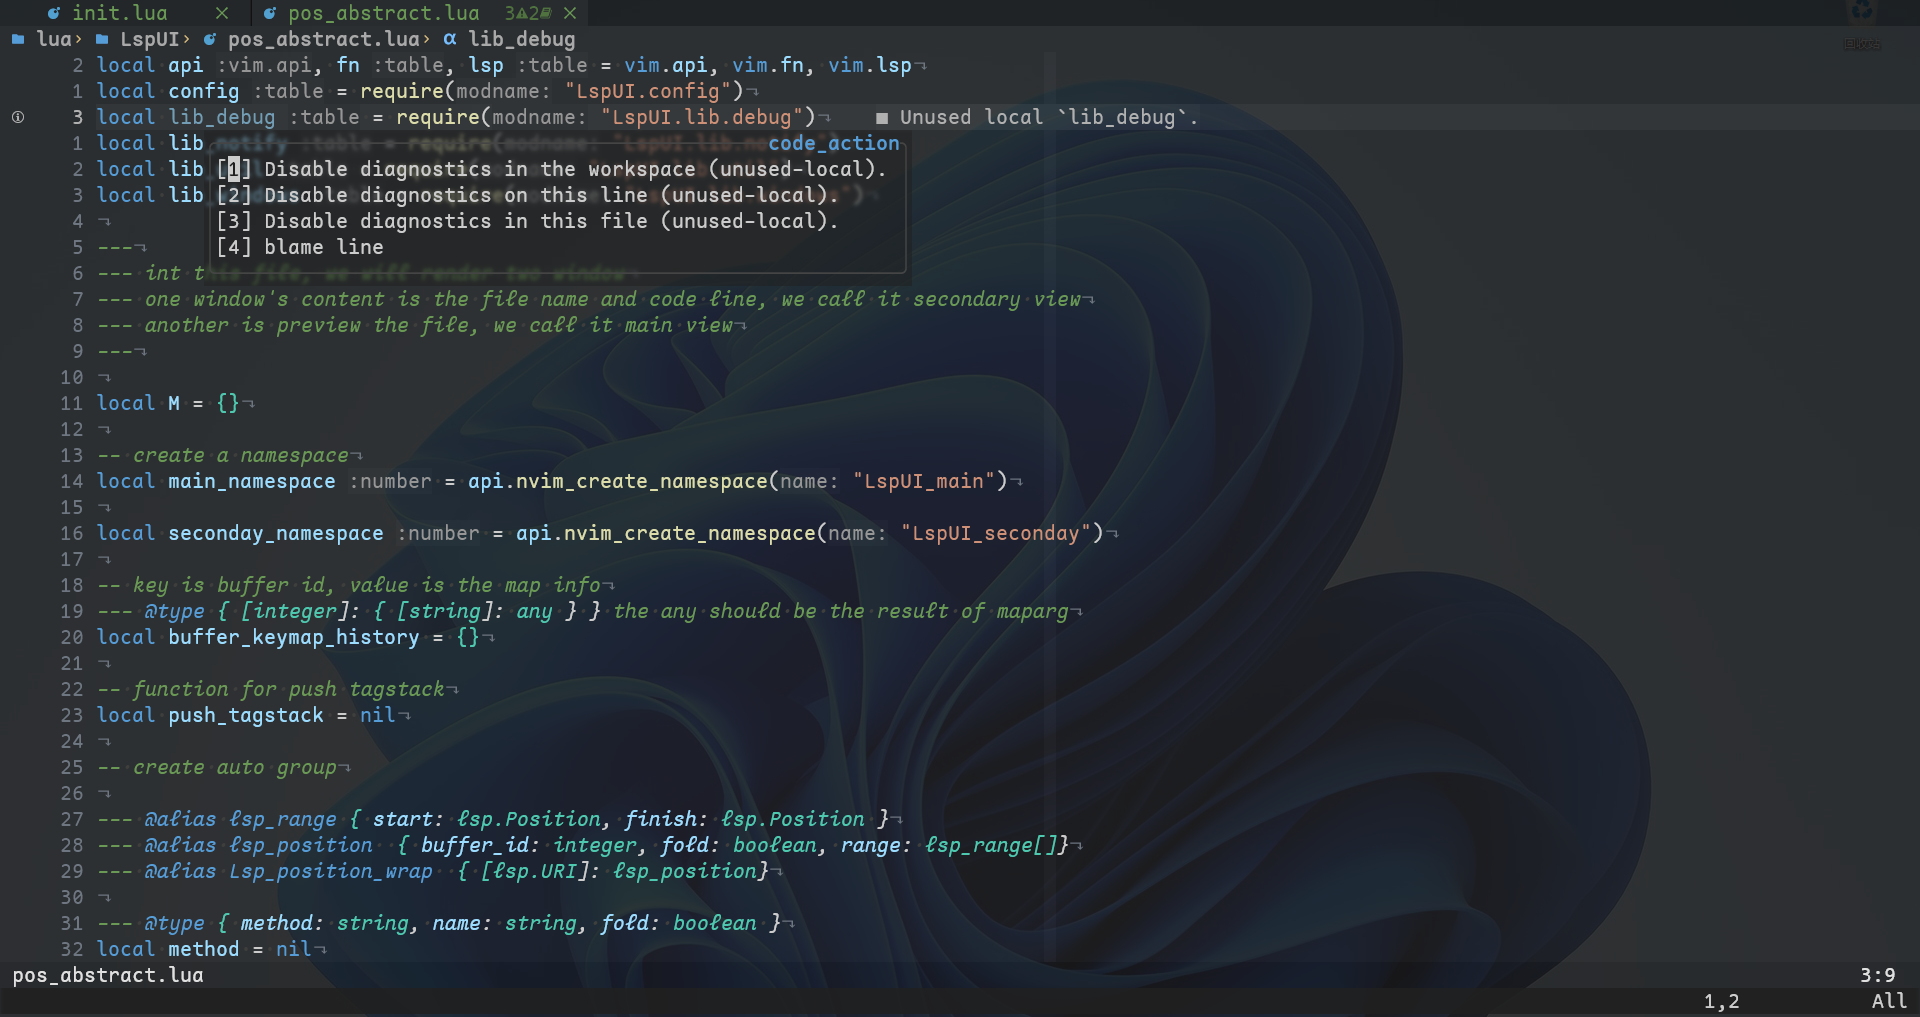 init.lua × pos_abstract.lua 3 2 ×
lua› LspUI› pos_abstract.lua› α lib_debug
2 local api :vim.api, fn :table, lsp :table = vim.api, vim.fn, vim.lsp¬
1 local config :table = require(modname: "LspUI.config")¬
3 local lib_debug :table = require(modname: "LspUI.lib.debug")¬ ■ Unused local `lib_debug`.
1 local lib
code_action
2 local lib [1] Disable diagnostics in the workspace (unused-local).
3 local lib [2] Disable diagnostics on this line (unused-local).
4 ¬ [3] Disable diagnostics in this file (unused-local).
5 ---¬ [4] blame line
6 --- int this file, we will render two window¬
7 --- one window's content is the file name and code line, we call it secondary view¬
8 --- another is preview the file, we call it main view¬
9 ---¬
10 ¬
11 local M = {}¬
12 ¬
13 -- create a namespace¬
14 local main_namespace :number = api.nvim_create_namespace(name: "LspUI_main")¬
15 ¬
16 local seconday_namespace :number = api.nvim_create_namespace(name: "LspUI_seconday")¬
17 ¬
18 -- key is buffer id, value is the map info¬
19 --- @type { [integer]: { [string]: any } } the any should be the result of maparg¬
20 local buffer_keymap_history = {}¬
21 ¬
22 -- function for push tagstack¬
23 local push_tagstack = nil¬
24 ¬
25 -- create auto group¬
26 ¬
27 --- @alias lsp_range { start: lsp.Position, finish: lsp.Position }¬
28 --- @alias lsp_position  { buffer_id: integer, fold: boolean, range: lsp_range[]}¬
29 --- @alias Lsp_position_wrap  { [lsp.URI]: lsp_position}¬
30 ¬
31 --- @type { method: string, name: string, fold: boolean }¬
32 local method = nil¬
pos_abstract.lua 3:9
1,2 All